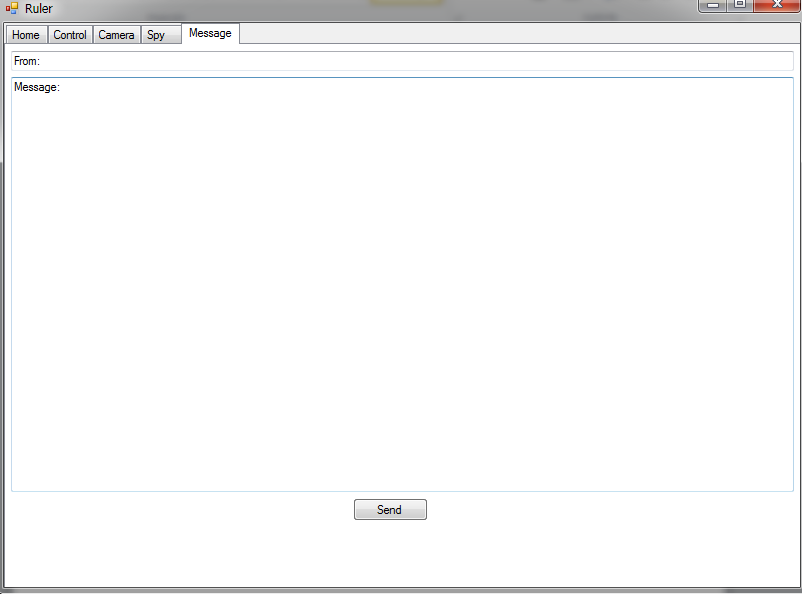 Ruler
Home Control Camera Spy Message
From:
Message:
Send